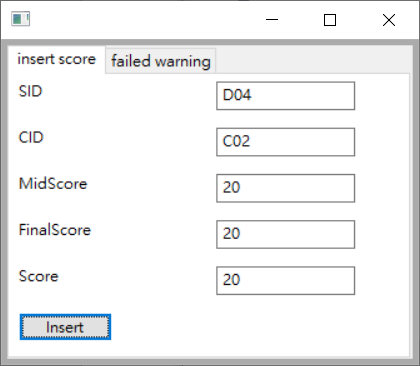 insert score failed warning
SID D04
CID C02
MidScore 20
FinalScore 20
Score 20
Insert